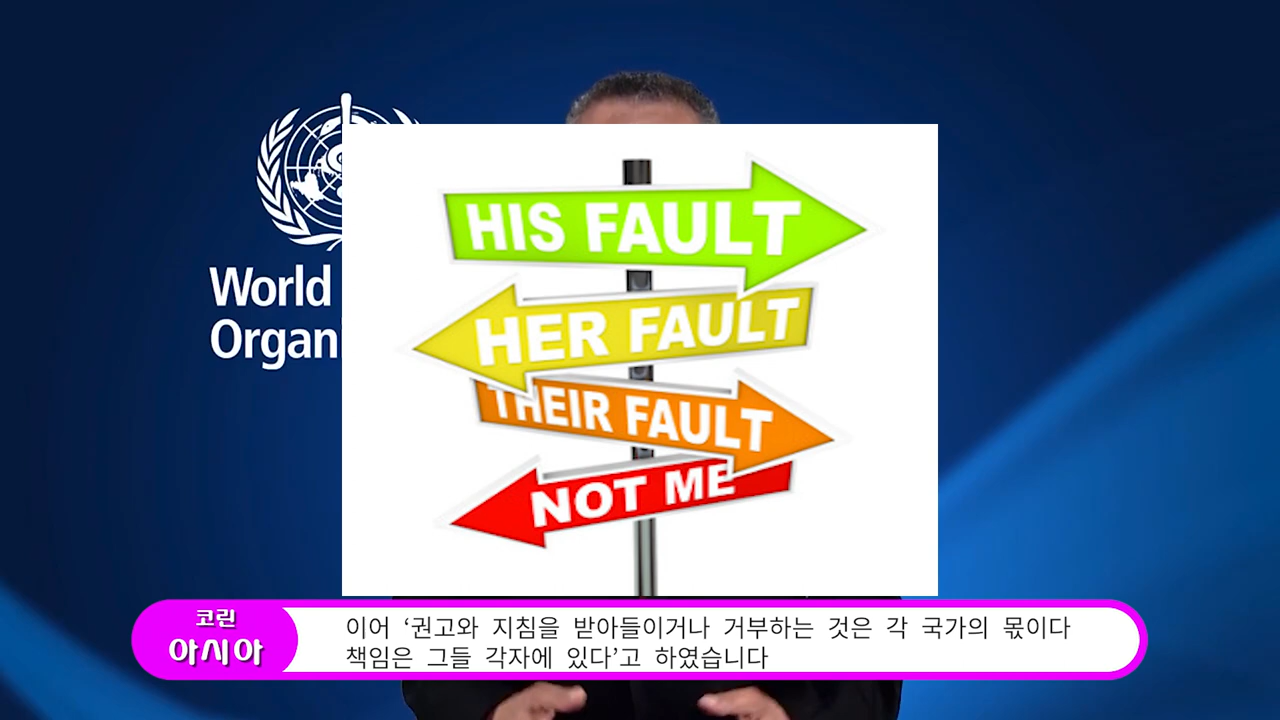 World
Organi
HIS FAULT
HER FAULT
THEIR FAULT
NOT ME
코린
아시아
이어 ‘권고와 지침을 받아들이거나 거부하는 것은 각 국가의 몫이다
책임은 그들 각자에 있다’고 하였습니다